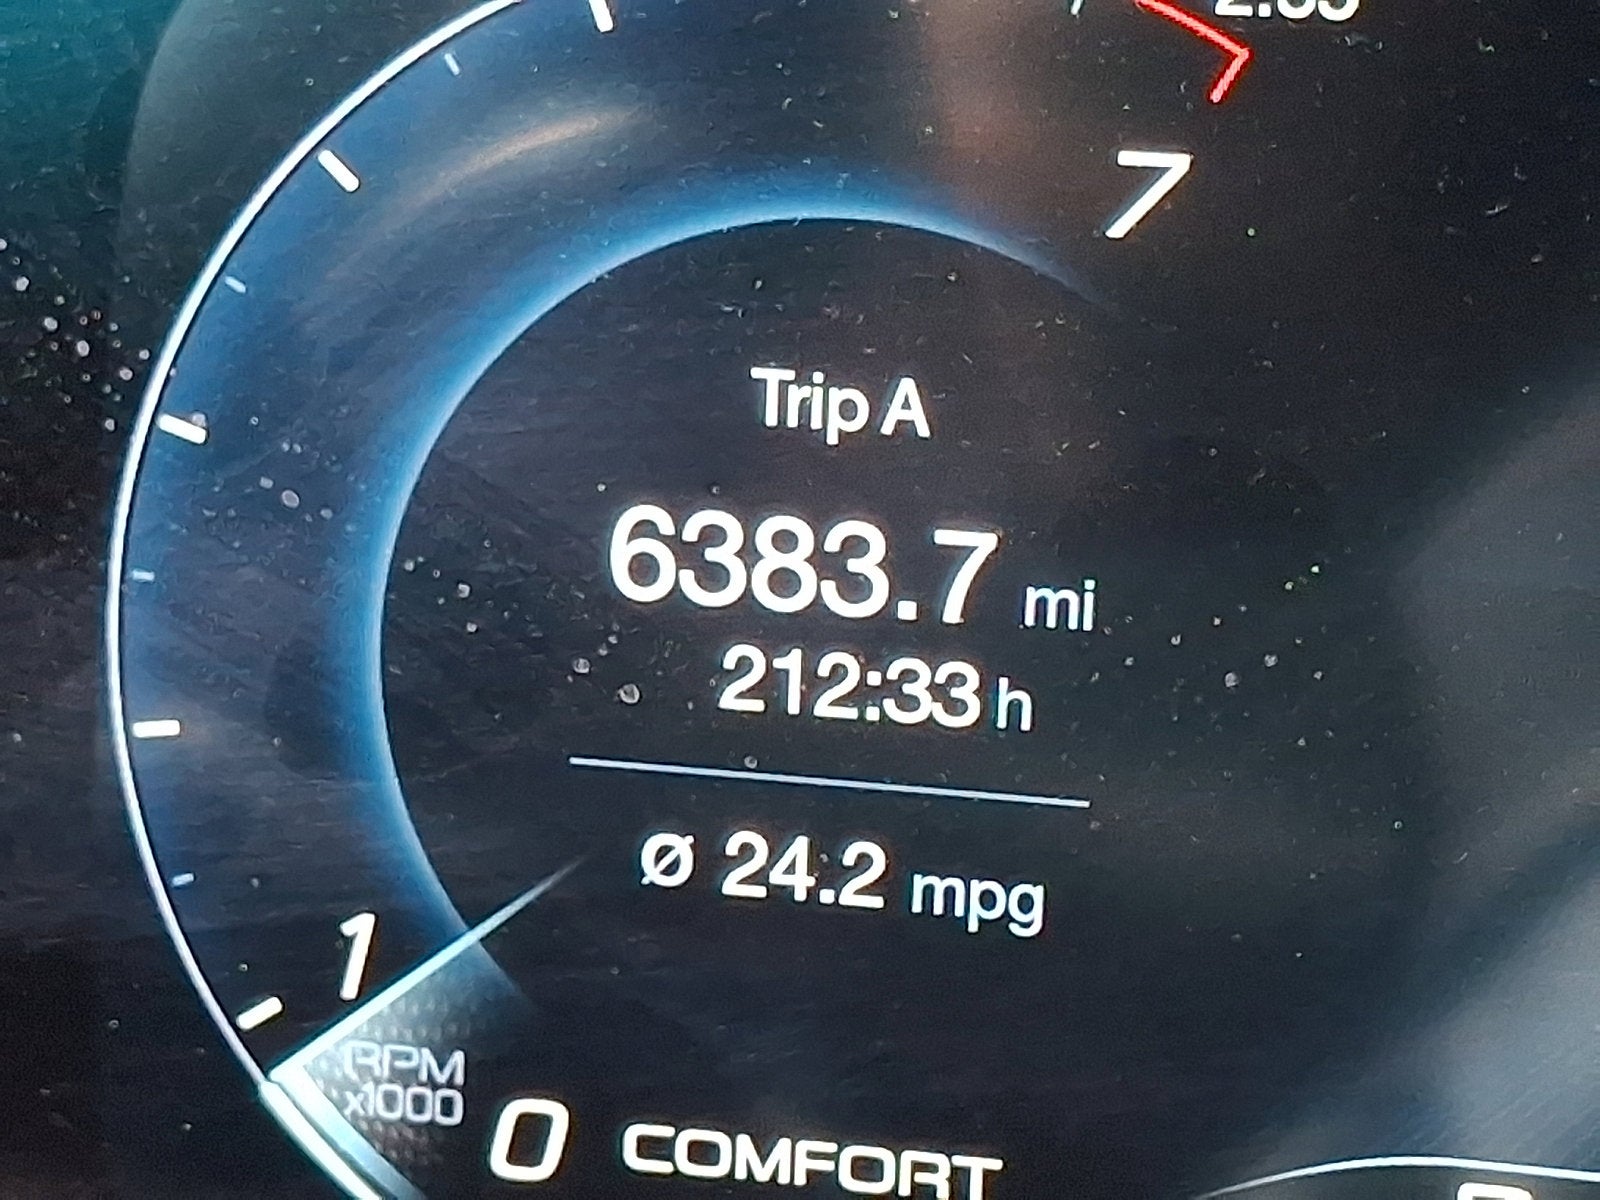 7
Trip A
6383.7 mi
212:33 h
ø 24.2 mpg
1
RPM
x1000
0 COMFORT